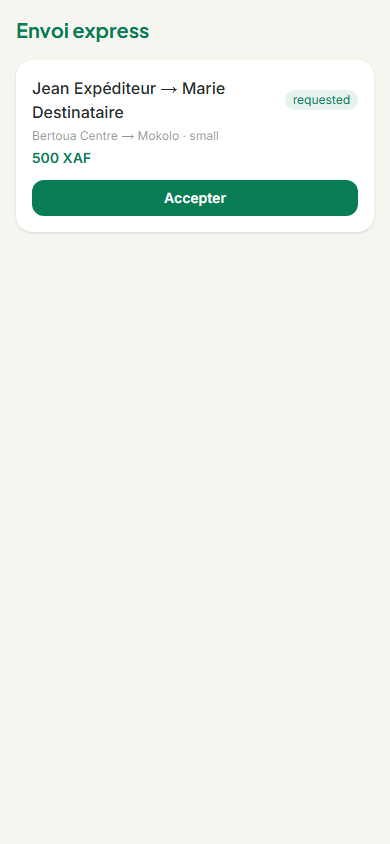 Envoi express
Jean Expéditeur → Marie
Destinataire
requested
Bertoua Centre → Mokolo · small
500 XAF
Accepter